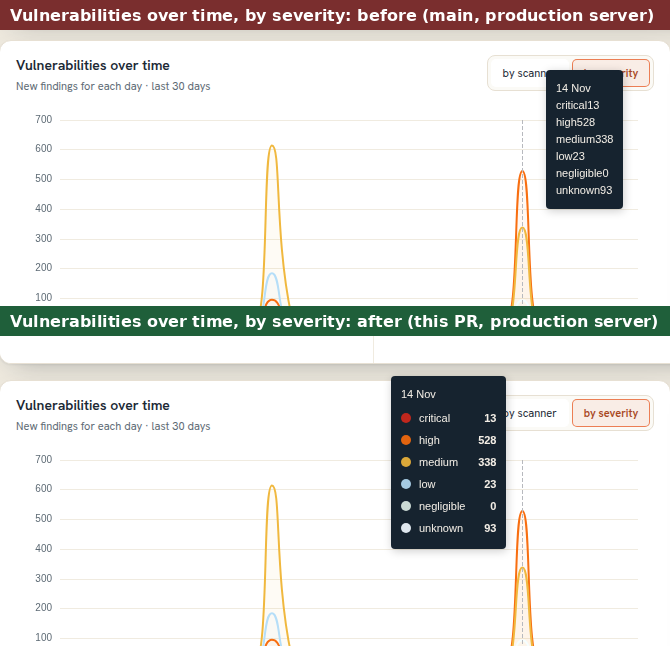 Vulnerabilities over time, by severity: before (main, production server)
Vulnerabilities over time
New findings for each day · last 30 days
by
14 Nov
critical13
high528
medium338
low23
negligible0
unknown93
700
600
500
400
300
200
100
Vulnerabilities over time, by severity: after (this PR, production server)
Vulnerabilities over time
New findings for each day · last 30 days
by scanner
by severity
14 Nov
critical 13
high 528
medium 338
low 23
negligible 0
unknown 93
700
600
500
400
300
200
100